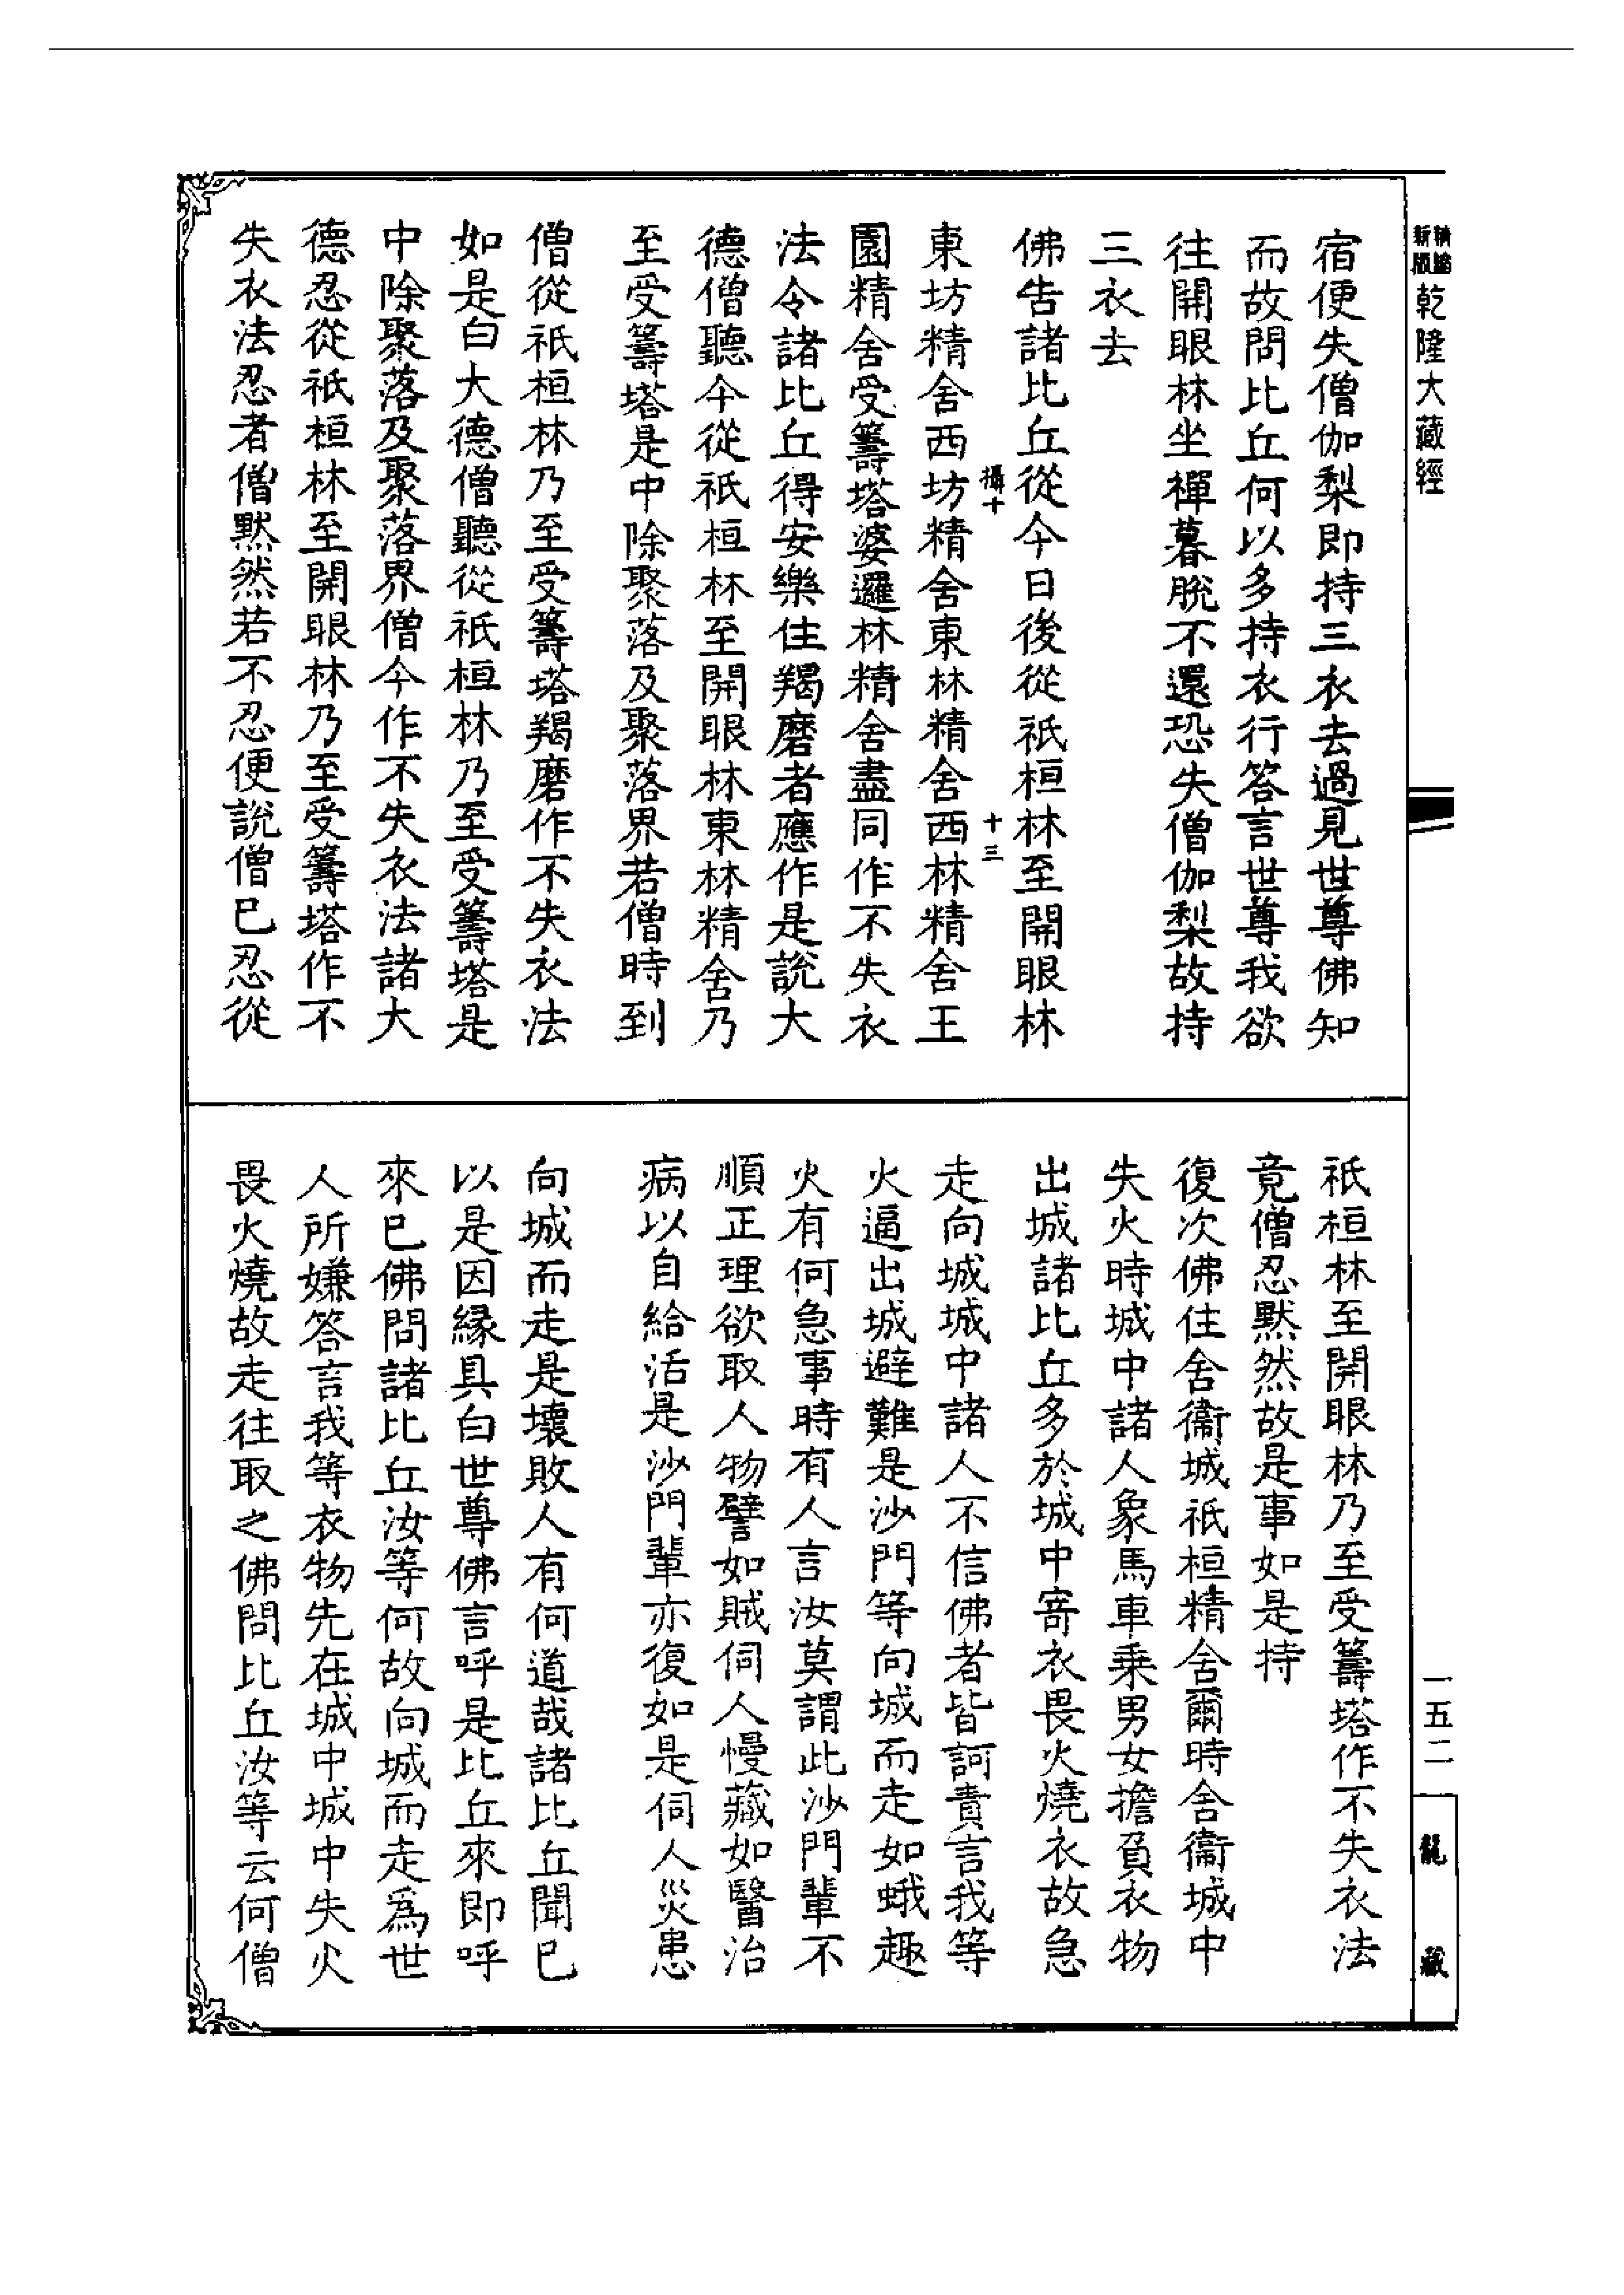 新版
精縮
乾隆大藏經
宿便失僧伽梨即持三衣去過見世尊佛知
而故問比丘何以多持衣行答言世尊我欲
往開眼林坐禪暮脫不還恐失僧伽梨故持
三衣去
佛告諸比丘從今日後從祇桓林至開眼林
攝十
十三
東坊精舍西坊精舍東林精舍西林精舍王
園精舍受籌塔婆邏林精舍盡同作不失衣
法令諸比丘得安樂住羯磨者應作是說大
德僧聽今從祇桓林至開眼林東林精舍乃
至受籌塔是中除聚落及聚落界若僧時到
僧從祇桓林乃至受籌塔羯磨作不失衣法
如是白大德僧聽從祇桓林乃至受籌塔是
中除聚落及聚落界僧今作不失衣法諸大
德忍從祇桓林至開眼林乃至受籌塔作不
失衣法忍者僧默然若不忍便說僧已忍從
祇桓林至開眼林乃至受籌塔作不失衣法
竟僧忍默然故是事如是持
復次佛住舍衞城祇桓精舍爾時舍衞城中
失火時城中諸人象馬車乘男女擔負衣物
出城諸比丘多於城中寄衣畏火燒衣故急
走向城城中諸人不信佛者皆訶責言我等
火逼出城避難是沙門等向城而走如蛾趣
火有何急事時有人言汝莫謂此沙門輩不
順正理欲取人物譬如賊伺人慢藏如醫治
病以自給活是沙門輩亦復如是伺人災患
向城而走是壞敗人有何道哉諸比丘聞已
以是因緣具白世尊佛言呼是比丘來即呼
來已佛問諸比丘汝等何故向城而走為世
人所嫌答言我等衣物先在城中城中失火
畏火燒故走往取之佛問比丘汝等云何僧
一五二
龍藏